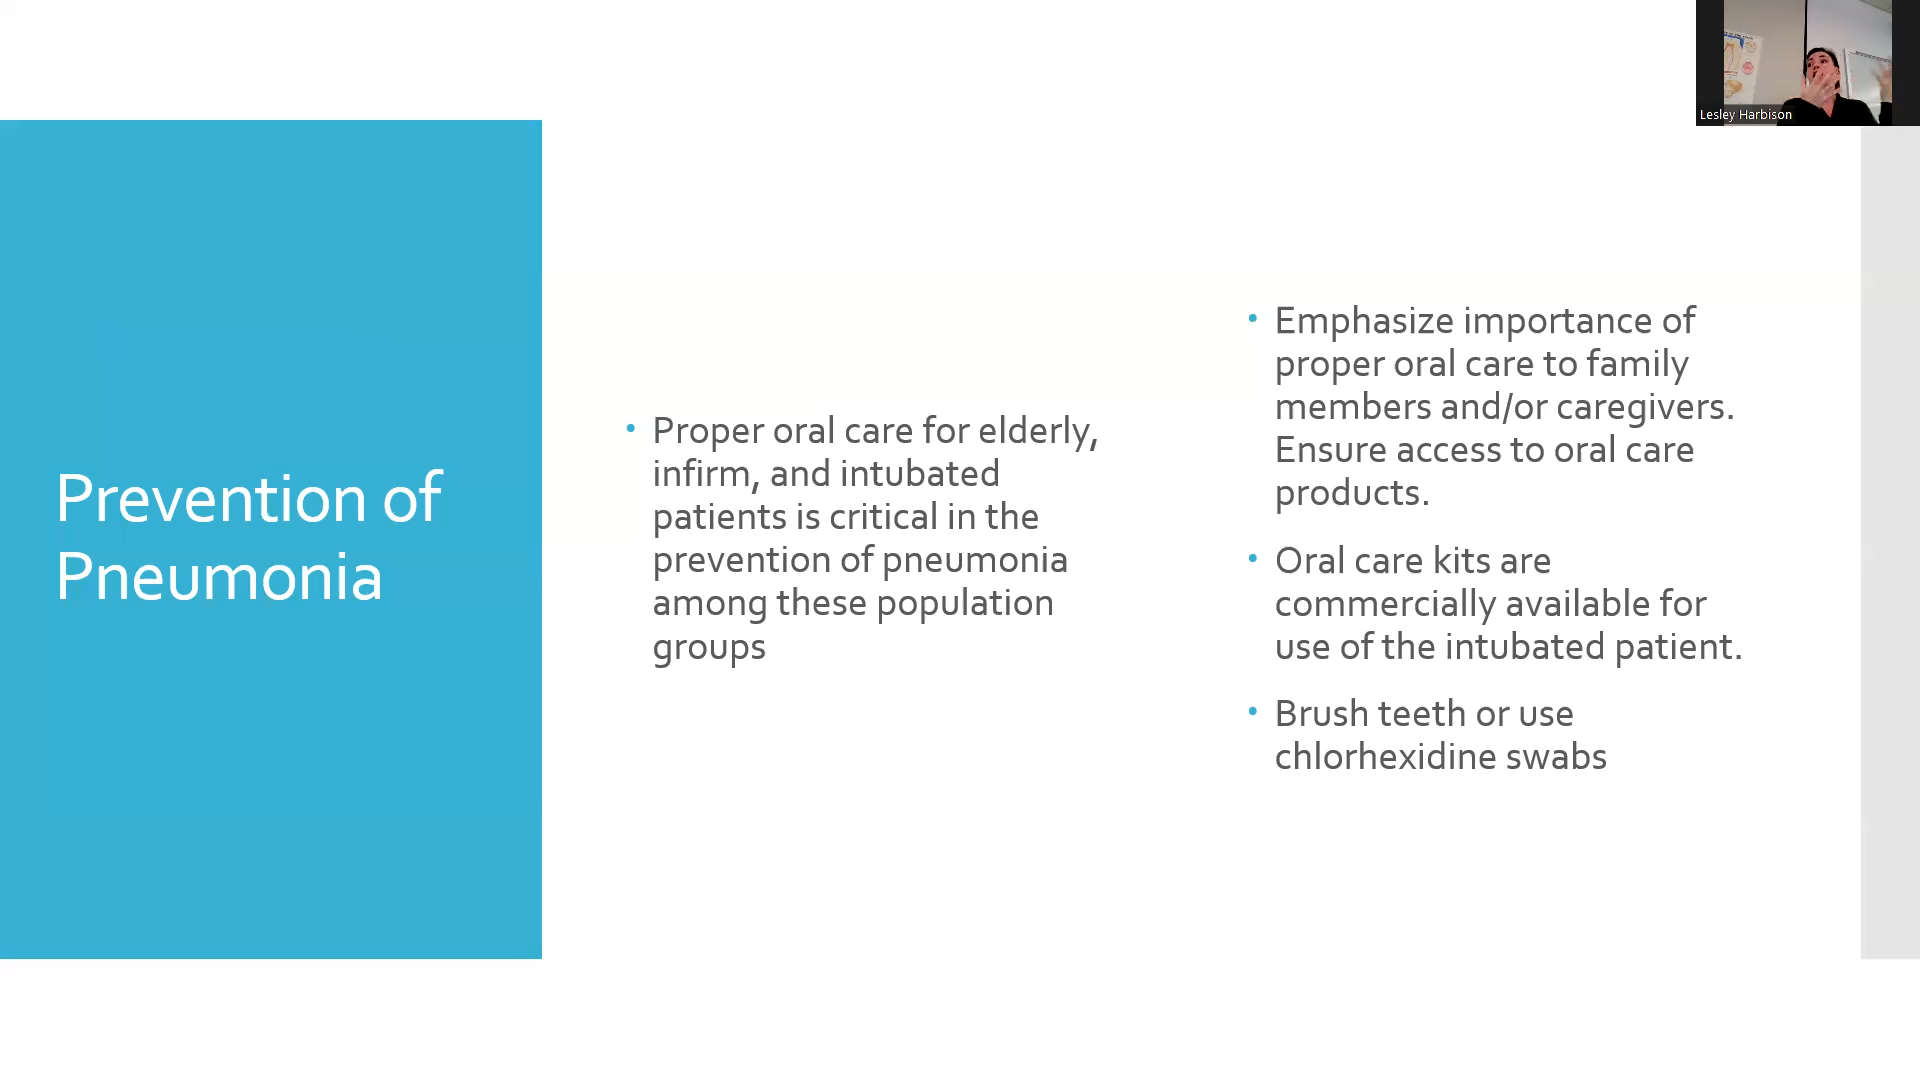 Lesley Harbison
Prevention of
Pneumonia
• Proper oral care for elderly,
infirm, and intubated
patients is critical in the
prevention of pneumonia
among these population
groups
• Emphasize importance of
proper oral care to family
members and/or caregivers.
Ensure access to oral care
products.
• Oral care kits are
commercially available for
use of the intubated patient.
• Brush teeth or use
chlorhexidine swabs